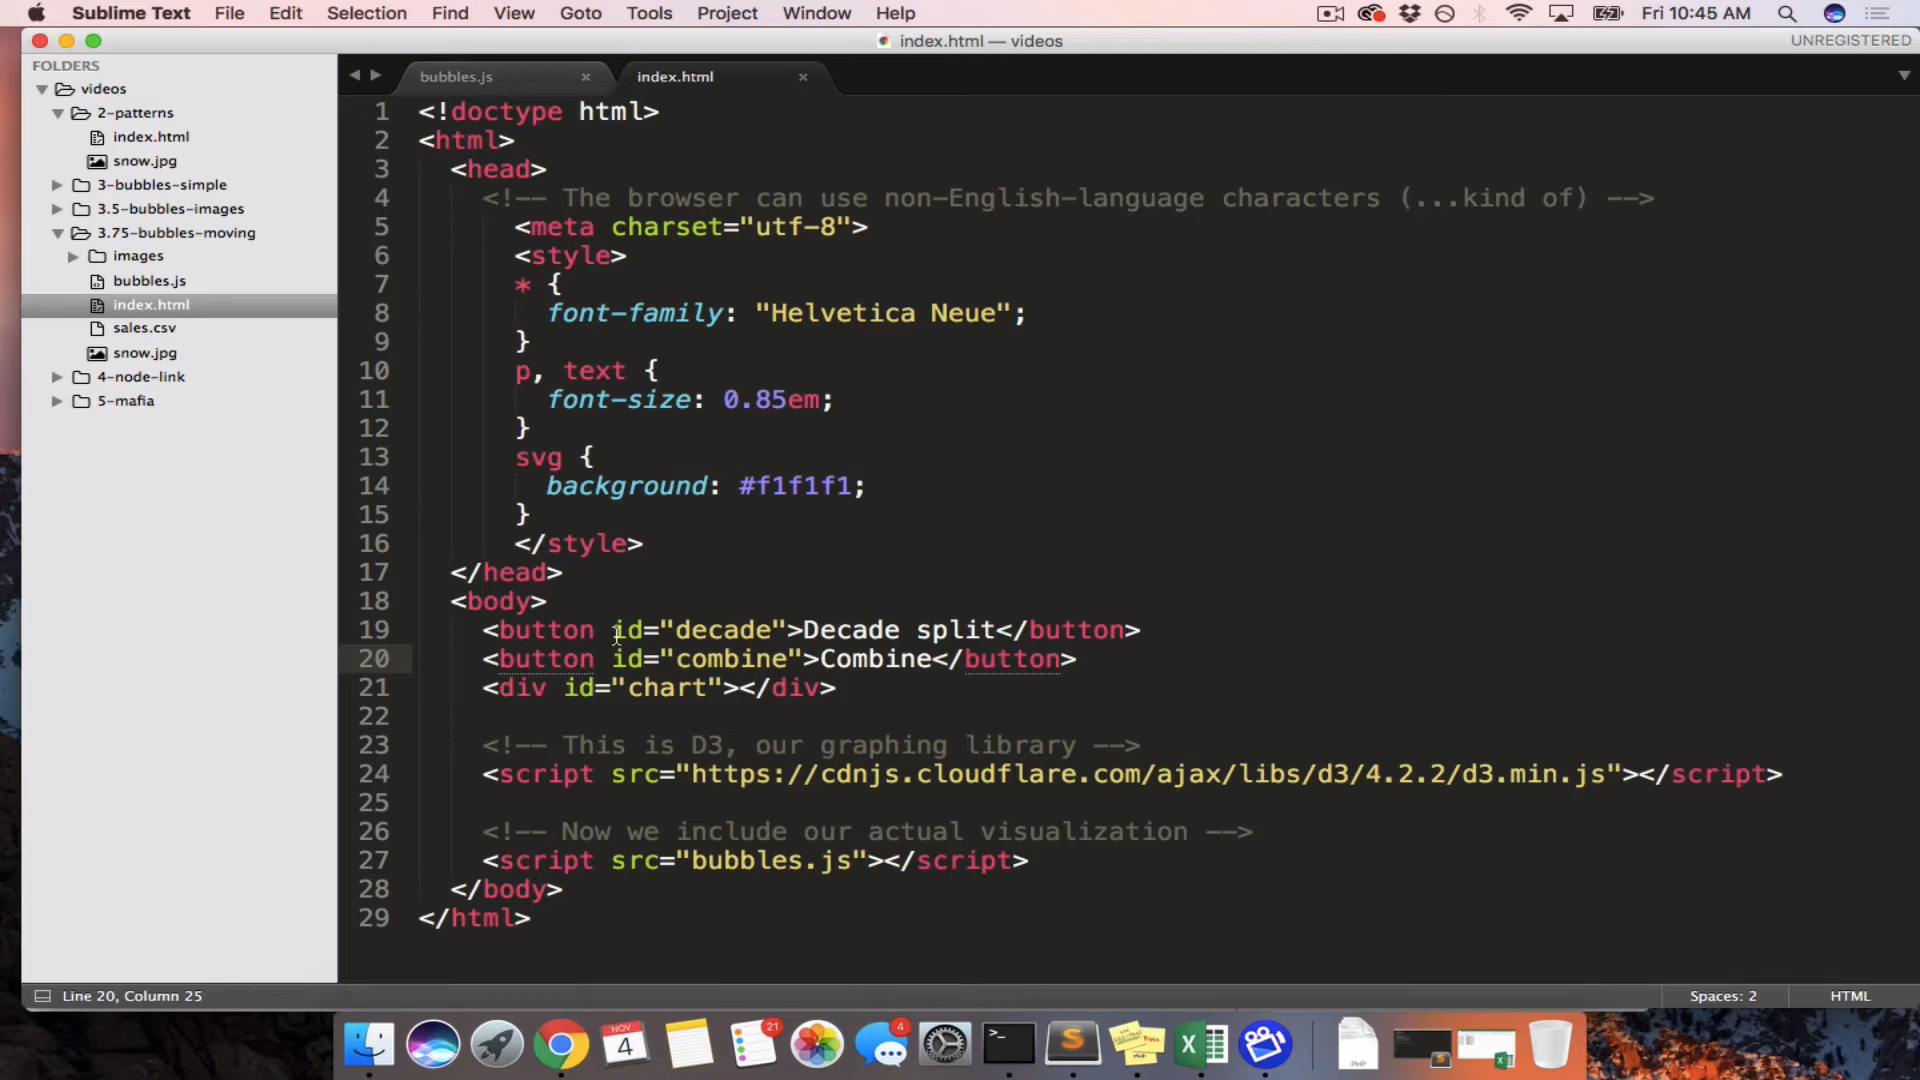 Sublime Text File Edit Selection Find View Goto Tools Project Window Help Fri 10:45 AM
index.html — videos UNREGISTERED
FOLDERS
videos
2-patterns
index.html
snow.jpg
3-bubbles-simple
3.5-bubbles-images
3.75-bubbles-moving
images
bubbles.js
index.html
sales.csv
snow.jpg
4-node-link
5-mafia
bubbles.js × index.html ×
1 <!doctype html>
2 <html>
3 <head>
4 <!-- The browser can use non-English-language characters (...kind of) -->
5 <meta charset="utf-8">
6 <style>
7 * {
8 font-family: "Helvetica Neue";
9 }
10 p, text {
11 font-size: 0.85em;
12 }
13 svg {
14 background: #f1f1f1;
15 }
16 </style>
17 </head>
18 <body>
19 <button id="decade">Decade split</button>
20 <button id="combine">Combine</button>
21 <div id="chart"></div>
22
23 <!-- This is D3, our graphing library -->
24 <script src="https://cdnjs.cloudflare.com/ajax/libs/d3/4.2.2/d3.min.js"></script>
25
26 <!-- Now we include our actual visualization -->
27 <script src="bubbles.js"></script>
28 </body>
29 </html>
Line 20, Column 25 Spaces: 2 HTML
NOV
4
21
4